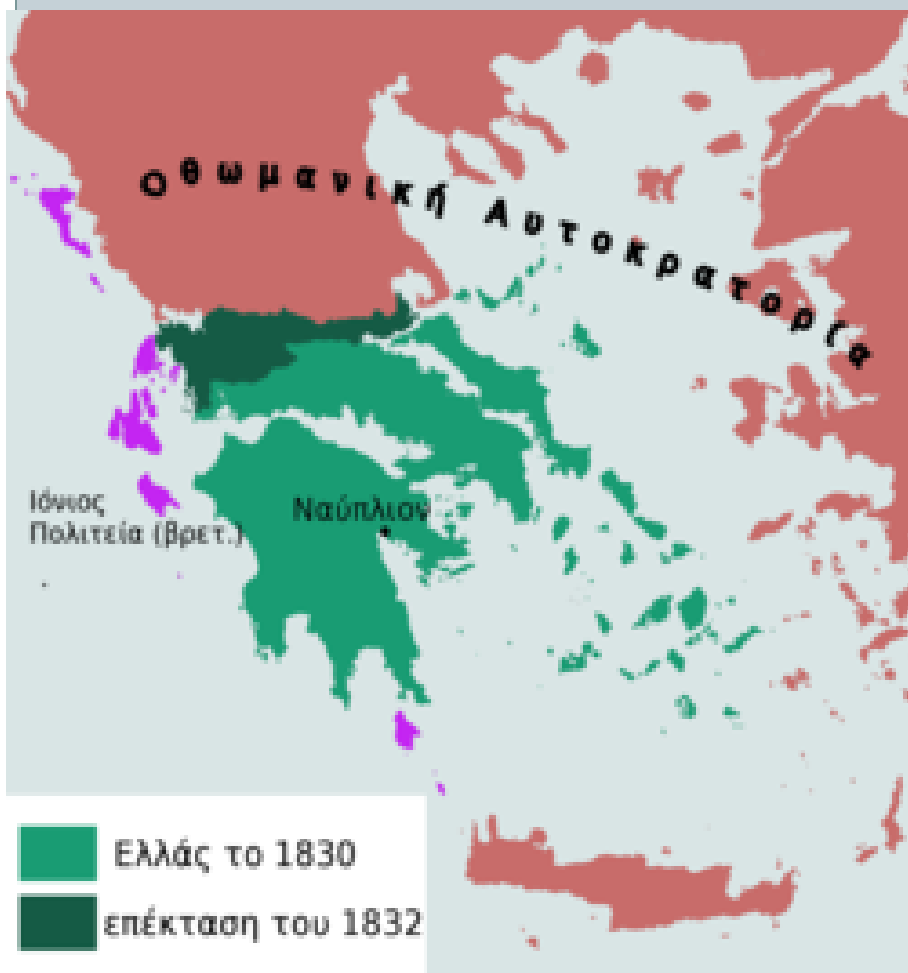 Οθωμανική Αυτοκρατορία
Ναύπλιον
Ιόνιος
Πολιτεία (βρετ.)
Ελλάς το 1830
επέκταση του 1832